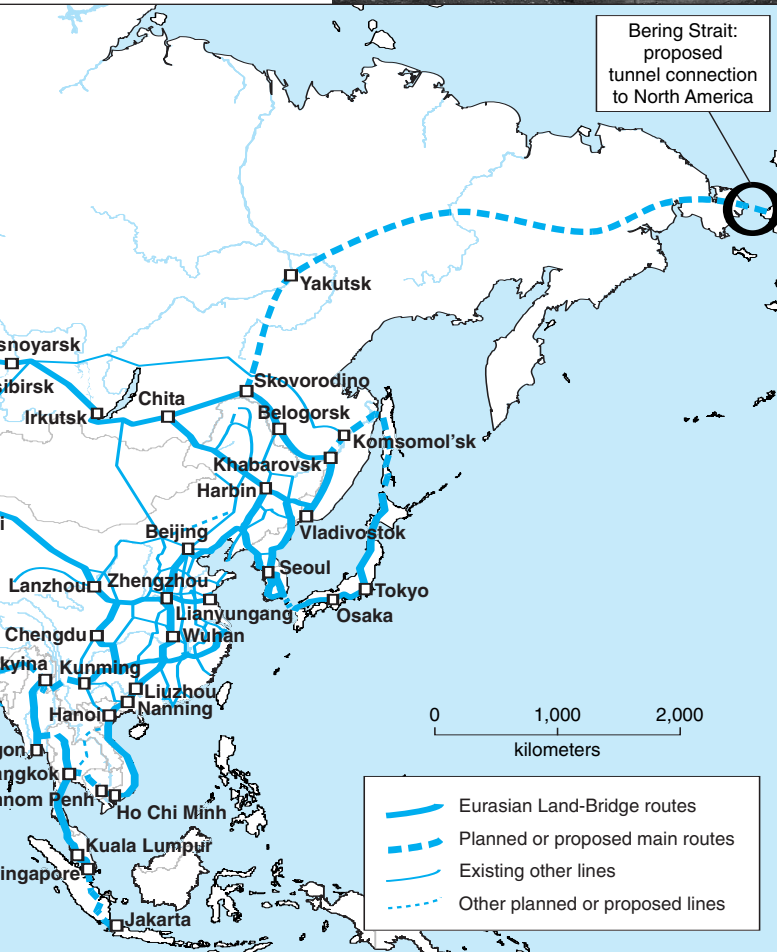 Bering Strait:
proposed
tunnel connection
to North America
Yakutsk
snoyarsk
sibirsk
Irkutsk
Chita
Skovorodino
Belogorsk
Komsomol'sk
Khabarovsk
Harbin
i
Beijing
Vladivostok
Seoul
Lanzhou
Zhengzhou
Tokyo
Lianyungang
Osaka
Chengdu
Wuhan
kyina
Kunming
Liuzhou
Nanning
Hanoi
gon
angkok
nnom Penh
Ho Chi Minh
Kuala Lumpur
ingapore
Jakarta
0 1,000 2,000
kilometers
Eurasian Land-Bridge routes
Planned or proposed main routes
Existing other lines
Other planned or proposed lines